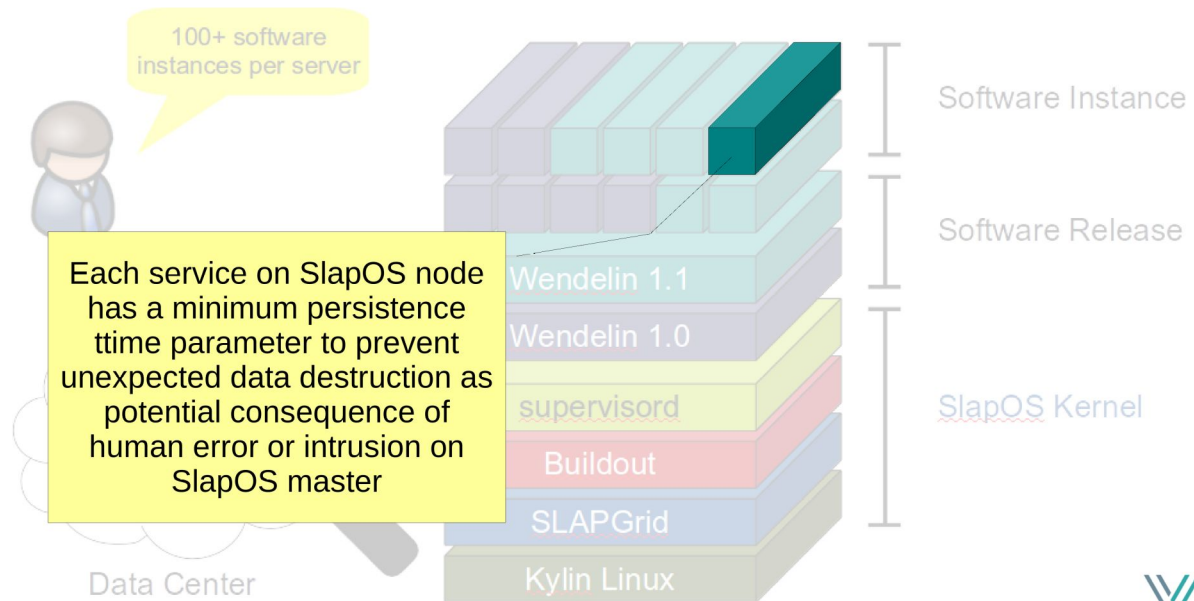 100+ software
instances per server
Software Instance
Software Release
Each service on SlapOS node
has a minimum persistence
ttime parameter to prevent
unexpected data destruction as
potential consequence of
human error or intrusion on
SlapOS master
Wendelin 1.1
Wendelin 1.0
supervisord
SlapOS Kernel
Buildout
SLAPGrid
Kylin Linux
Data Center